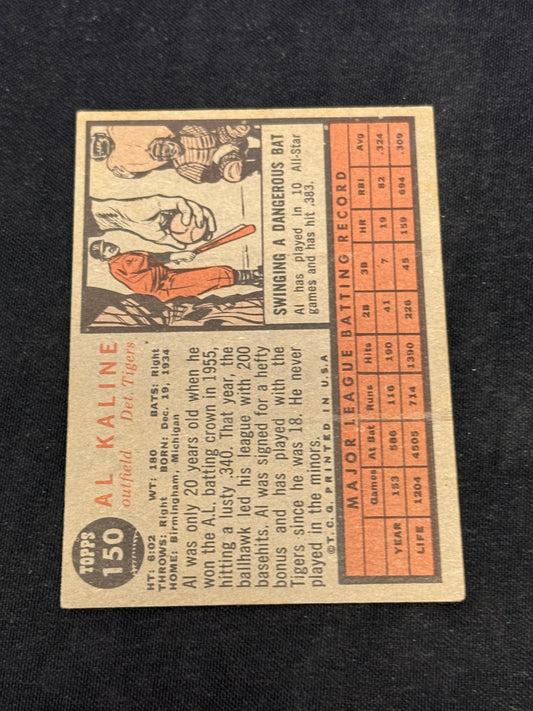 TOPPS
150
AL KALINE
outfield Det. Tigers
HT: 6:02 WT: 180 BATS: Right
THROWS: Right BORN: Dec. 19, 1934
HOME: Birmingham, Michigan
Al was only 20 years old when he
won the A.L. batting crown in 1955,
hitting a lusty .340. That year, the
ballhawk led his league with 200
basehits. Al was signed for a hefty
bonus and has played with the
Tigers since he was 18. He never
played in the minors.
©T.C.G. PRINTED IN U.S.A
SWINGING A DANGEROUS BAT
Al has played in 10 All-Star
games and has hit .383.
MAJOR LEAGUE BATTING RECORD
Games At Bat Runs Hits 2B 3B HR RBI Avg
YEAR 153 586 116 190 41 7 19 82 .324
LIFE 1204 4505 714 1390 226 45 159 694 .309